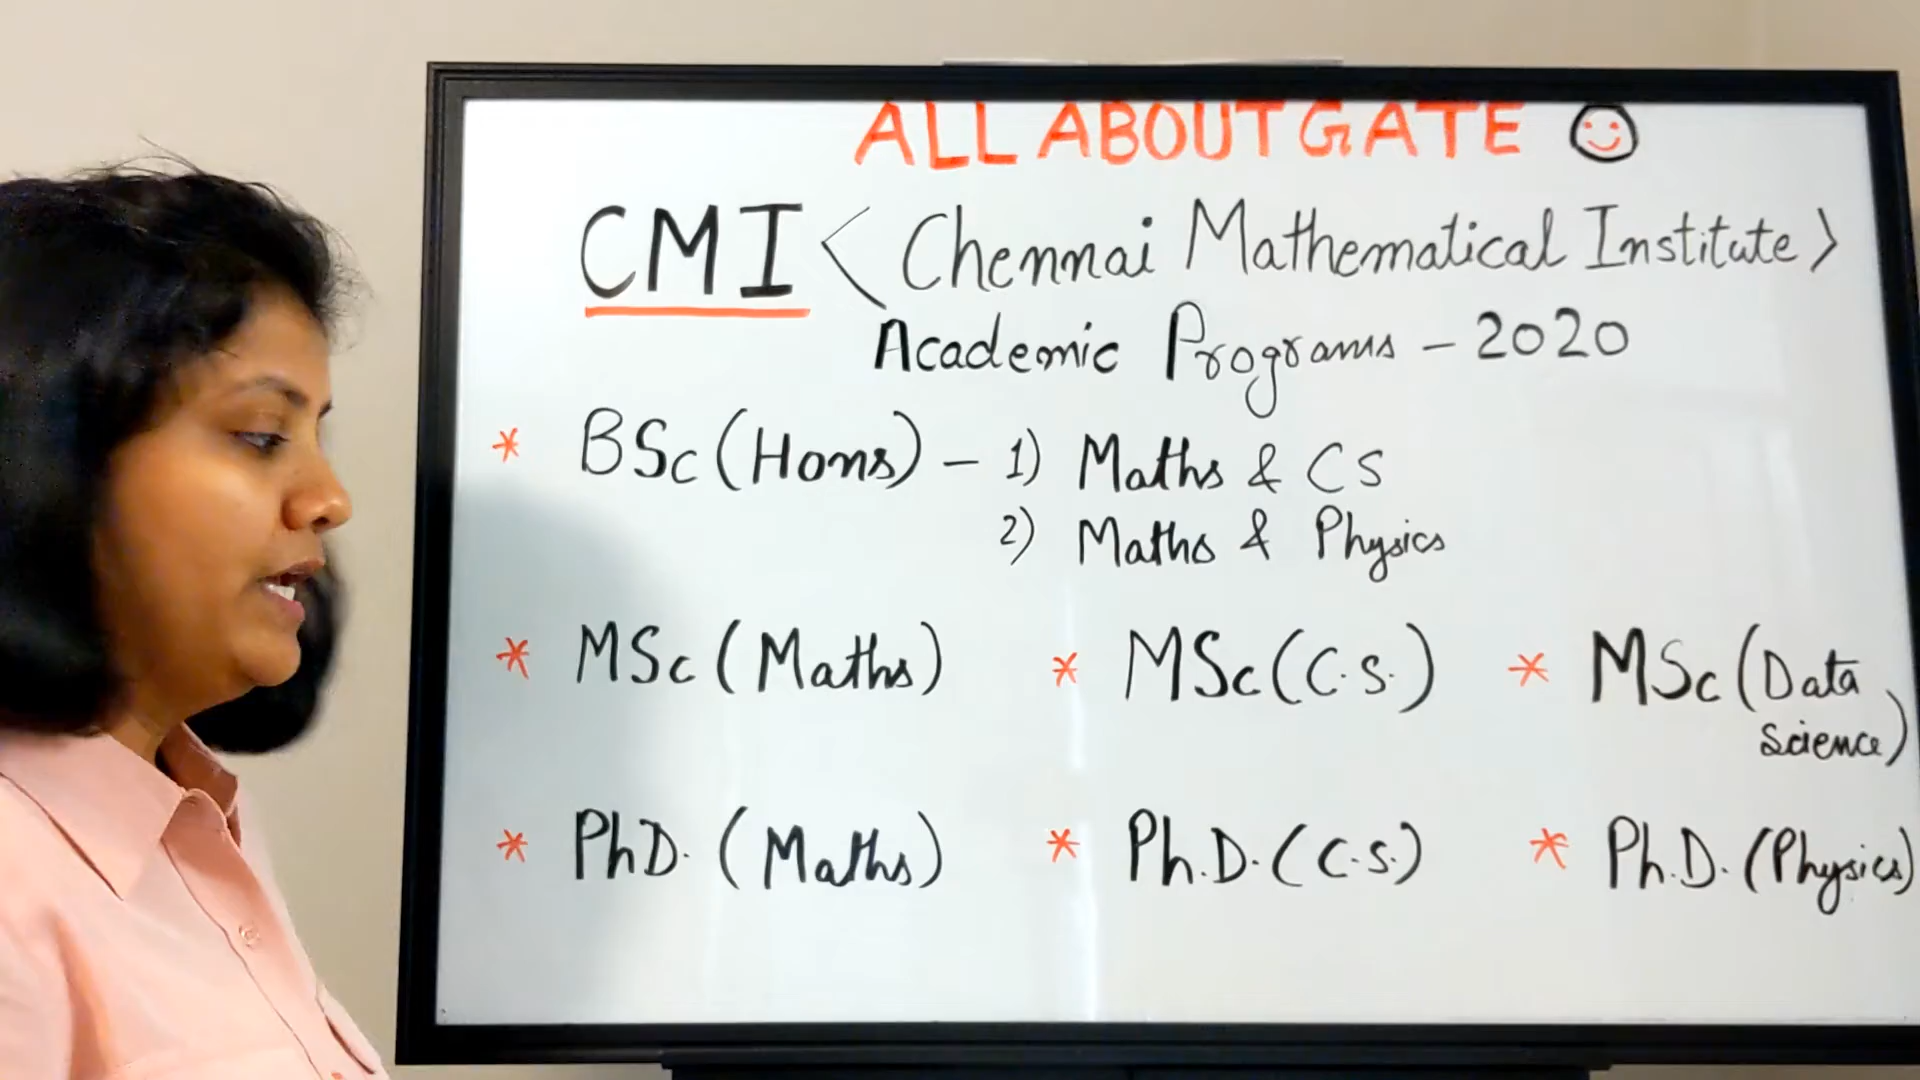 ALL ABOUT GATE
CMI < Chennai Mathematical Institute >
Academic Programs - 2020
* BSc (Hons) - 1) Maths & CS
2) Maths & Physics
* MSc (Maths) * MSc (C.S.) * MSc (Data Science)
* PhD. (Maths) * Ph.D. (C.S.) * Ph.D. (Physics)